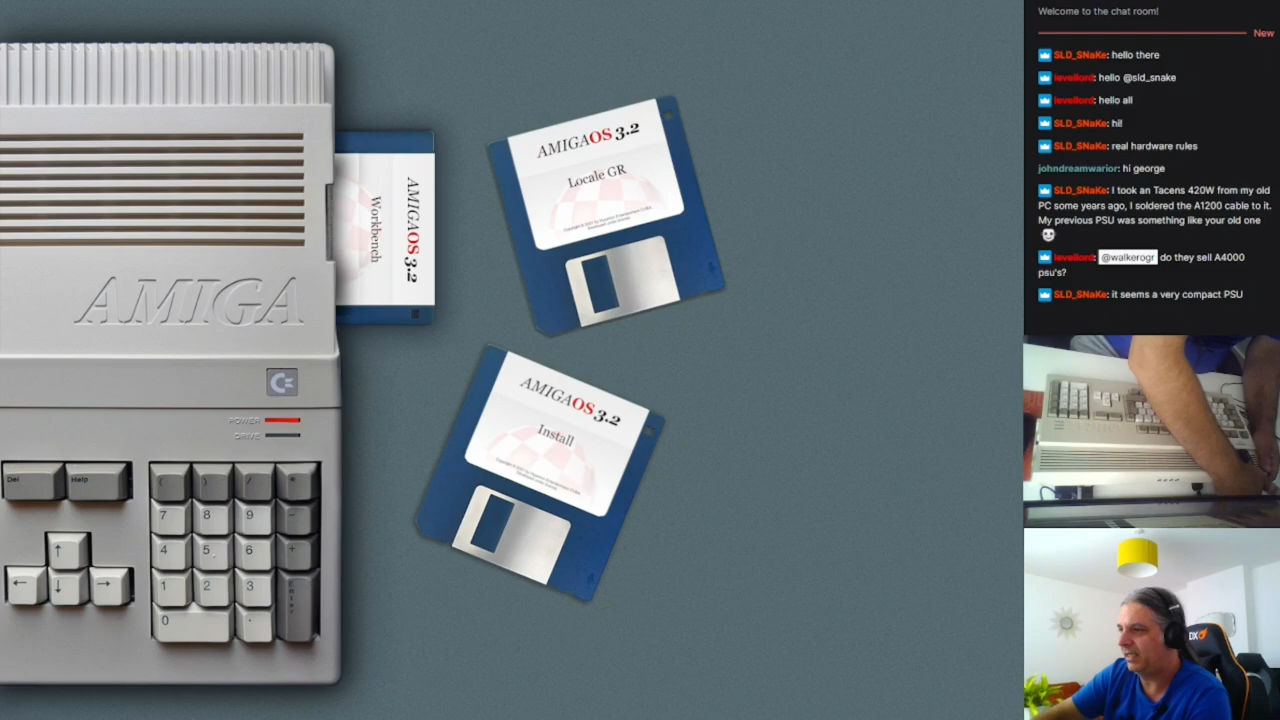 Welcome to the chat room!
New
SLD_SNaKe: hello there
levellord: hello @sld_snake
levellord: hello all
SLD_SNaKe: hi!
SLD_SNaKe: real hardware rules
johndreamwarior: hi george
SLD_SNaKe: I took an Tacens 420W from my old
PC some years ago, I soldered the A1200 cable to it.
My previous PSU was something like your old one
levellord: @walkerogr do they sell A4000
psu's?
SLD_SNaKe: it seems a very compact PSU
AMIGA
POWER
DRIVE
Del
Help
( ) / *
7 8 9 -
4 5 6 +
1 2 3 Enter
0 .
← ↑ ↓ →
AMIGAOS 3.2
Workbench
AMIGAOS 3.2
Locale GR
AMIGAOS 3.2
Install
DX